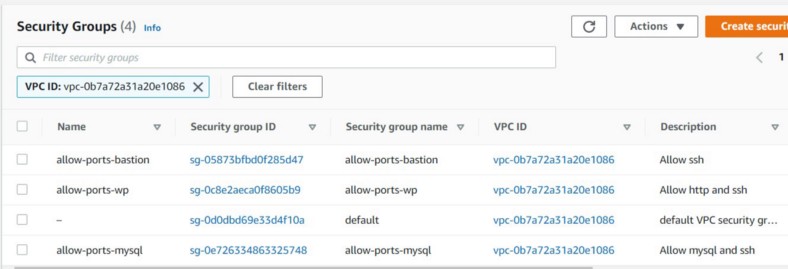 Security Groups (4) Info
Actions
Create securi
Filter security groups
1
VPC ID: vpc-0b7a72a31a20e1086
Clear filters
Name Security group ID Security group name VPC ID Description
allow-ports-bastion sg-05873bfbd0f285d47 allow-ports-bastion vpc-0b7a72a31a20e1086 Allow ssh
allow-ports-wp sg-0c8e2aeca0f8605b9 allow-ports-wp vpc-0b7a72a31a20e1086 Allow http and ssh
– sg-0d0dbd69e33d4f10a default vpc-0b7a72a31a20e1086 default VPC security gr...
allow-ports-mysql sg-0e726334863325748 allow-ports-mysql vpc-0b7a72a31a20e1086 Allow mysql and ssh